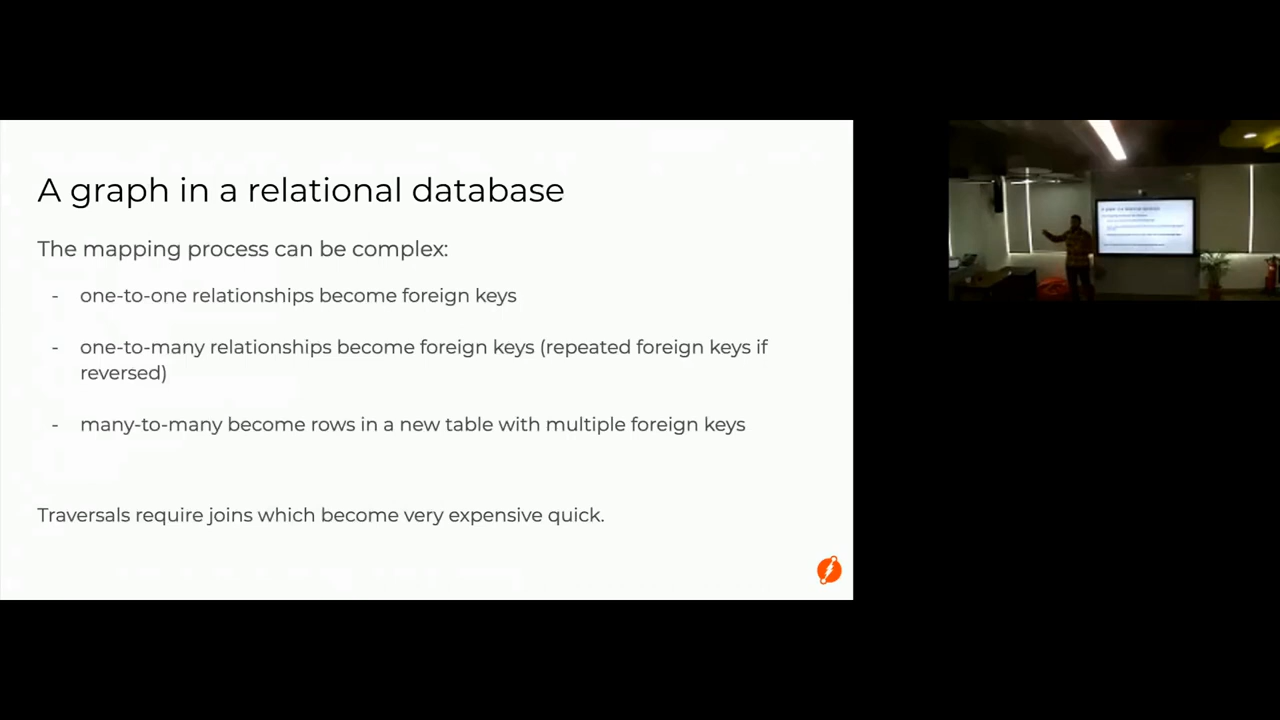 A graph in a relational database
The mapping process can be complex:
- one-to-one relationships become foreign keys
- one-to-many relationships become foreign keys (repeated foreign keys if
reversed)
- many-to-many become rows in a new table with multiple foreign keys
Traversals require joins which become very expensive quick.